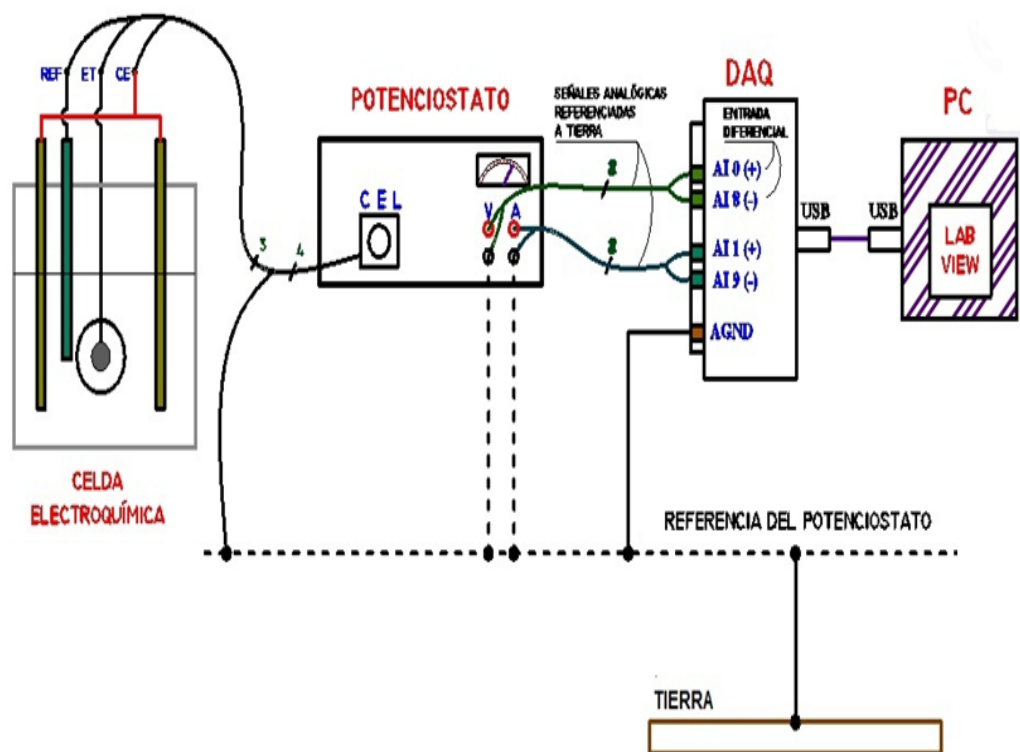 REF
ET
CE
CELDA
ELECTROQUÍMICA
3
4
POTENCIOSTATO
C E L
V
A
SEÑALES ANALÓGICAS
REFERENCIADAS
A TIERRA
2
2
DAQ
ENTRADA
DIFERENCIAL
AI 0 (+)
AI 8 (-)
AI 1 (+)
AI 9 (-)
AGND
USB
USB
PC
LAB
VIEW
REFERENCIA DEL POTENCIOSTATO
TIERRA